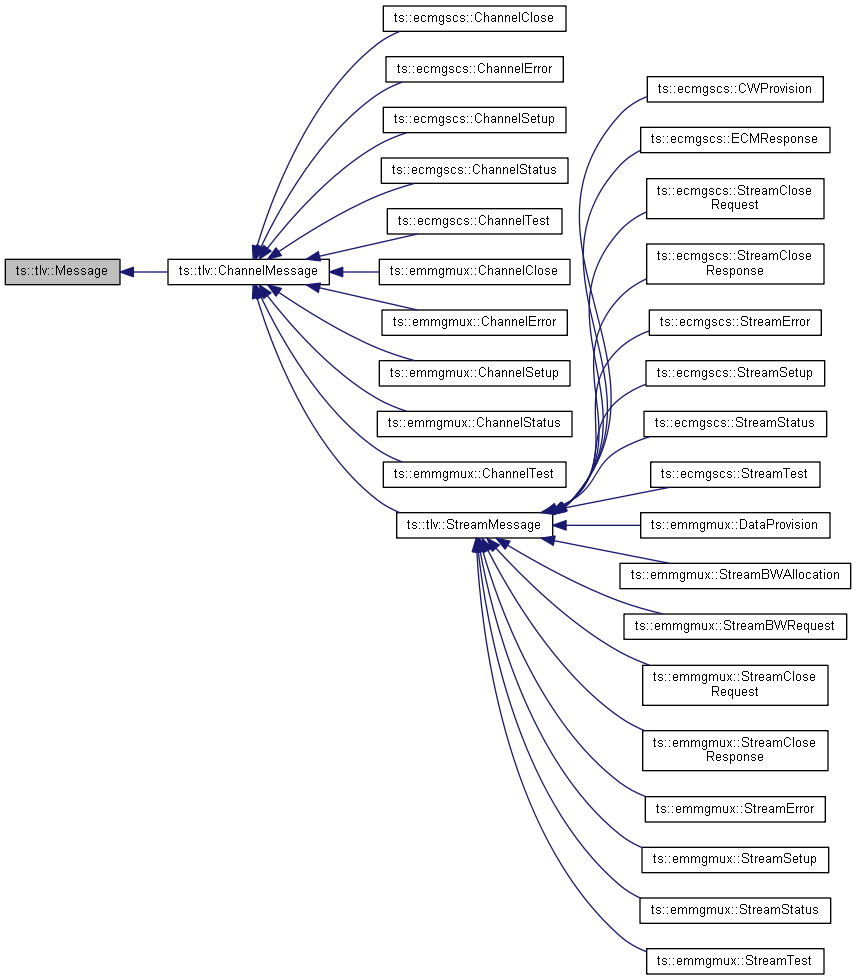 ts::tlv::Message
ts::tlv::ChannelMessage
ts::ecmgscs::ChannelClose
ts::ecmgscs::ChannelError
ts::ecmgscs::ChannelSetup
ts::ecmgscs::ChannelStatus
ts::ecmgscs::ChannelTest
ts::emmgmux::ChannelClose
ts::emmgmux::ChannelError
ts::emmgmux::ChannelSetup
ts::emmgmux::ChannelStatus
ts::emmgmux::ChannelTest
ts::tlv::StreamMessage
ts::ecmgscs::CWProvision
ts::ecmgscs::ECMResponse
ts::ecmgscs::StreamClose
Request
ts::ecmgscs::StreamClose
Response
ts::ecmgscs::StreamError
ts::ecmgscs::StreamSetup
ts::ecmgscs::StreamStatus
ts::ecmgscs::StreamTest
ts::emmgmux::DataProvision
ts::emmgmux::StreamBWAllocation
ts::emmgmux::StreamBWRequest
ts::emmgmux::StreamClose
Request
ts::emmgmux::StreamClose
Response
ts::emmgmux::StreamError
ts::emmgmux::StreamSetup
ts::emmgmux::StreamStatus
ts::emmgmux::StreamTest